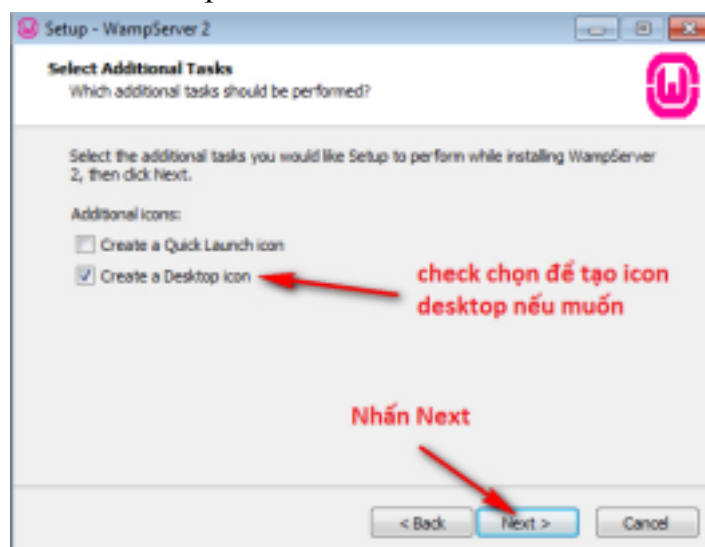 Setup - WampServer 2
Select Additional Tasks
Which additional tasks should be performed?
Select the additional tasks you would like Setup to perform while installing WampServer
2, then click Next.
Additional icons:
Create a Quick Launch icon
Create a Desktop icon
check chọn để tạo icon
desktop nếu muốn
Nhấn Next
< Back Next > Cancel